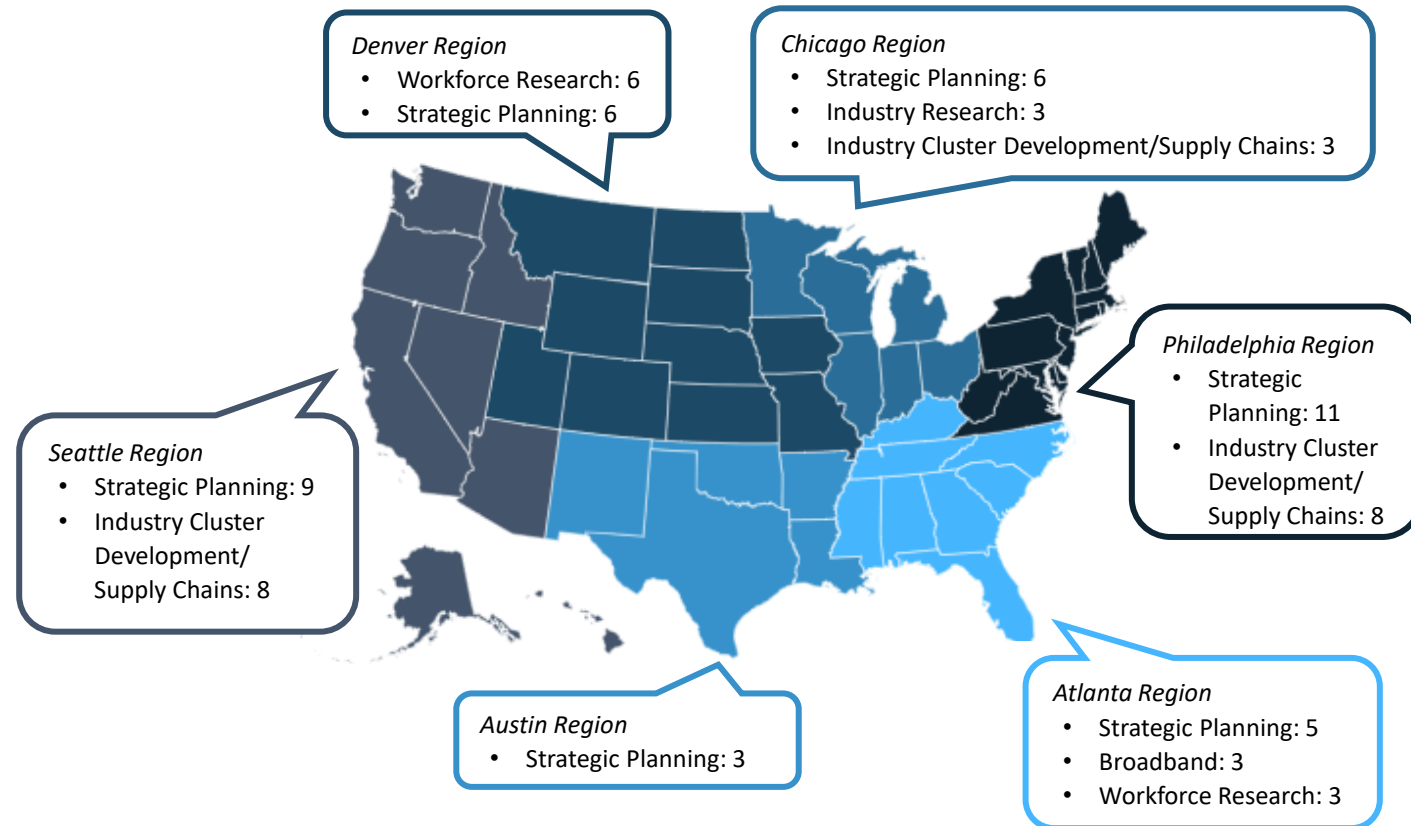 Denver Region
• Workforce Research: 6
• Strategic Planning: 6
Chicago Region
• Strategic Planning: 6
• Industry Research: 3
• Industry Cluster Development/Supply Chains: 3
Philadelphia Region
• Strategic
Planning: 11
• Industry Cluster
Development/
Supply Chains: 8
Seattle Region
• Strategic Planning: 9
• Industry Cluster
Development/
Supply Chains: 8
Austin Region
• Strategic Planning: 3
Atlanta Region
• Strategic Planning: 5
• Broadband: 3
• Workforce Research: 3